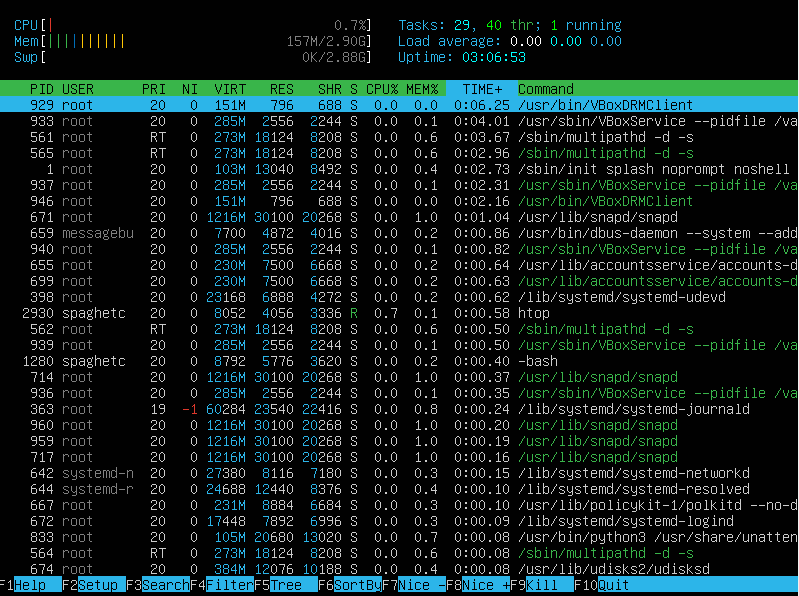 CPU[| 0.7%] Tasks: 29, 40 thr; 1 running
Mem[|||||||||| 157M/2.90G] Load average: 0.00 0.00 0.00
Swp[ 0K/2.88G] Uptime: 03:06:53
PID USER PRI NI VIRT RES SHR S CPU% MEM% TIME+ Command
929 root 20 0 151M 796 688 S 0.0 0.0 0:06.25 /usr/bin/VBoxDRMClient
933 root 20 0 285M 2556 2244 S 0.0 0.1 0:04.01 /usr/sbin/VBoxService --pidfile /va
561 root RT 0 273M 18124 8208 S 0.0 0.6 0:03.67 /sbin/multipathd -d -s
565 root RT 0 273M 18124 8208 S 0.0 0.6 0:02.96 /sbin/multipathd -d -s
1 root 20 0 103M 13040 8492 S 0.0 0.4 0:02.73 /sbin/init splash noprompt noshell
937 root 20 0 285M 2556 2244 S 0.0 0.1 0:02.31 /usr/sbin/VBoxService --pidfile /va
946 root 20 0 151M 796 688 S 0.0 0.0 0:02.16 /usr/bin/VBoxDRMClient
671 root 20 0 1216M 30100 20268 S 0.0 1.0 0:01.04 /usr/lib/snapd/snapd
659 messagebu 20 0 7700 4872 4016 S 0.0 0.2 0:00.86 /usr/bin/dbus-daemon --system --add
940 root 20 0 285M 2556 2244 S 0.0 0.1 0:00.82 /usr/sbin/VBoxService --pidfile /va
655 root 20 0 230M 7500 6668 S 0.0 0.2 0:00.64 /usr/lib/accountsservice/accounts-d
699 root 20 0 230M 7500 6668 S 0.0 0.2 0:00.63 /usr/lib/accountsservice/accounts-d
398 root 20 0 23168 6888 4272 S 0.0 0.2 0:00.62 /lib/systemd/systemd-udevd
2930 spaghetc 20 0 8052 4056 3336 R 0.7 0.1 0:00.58 htop
562 root RT 0 273M 18124 8208 S 0.0 0.6 0:00.50 /sbin/multipathd -d -s
939 root 20 0 285M 2556 2244 S 0.0 0.1 0:00.50 /usr/sbin/VBoxService --pidfile /va
1280 spaghetc 20 0 8792 5776 3620 S 0.0 0.2 0:00.40 -bash
714 root 20 0 1216M 30100 20268 S 0.0 1.0 0:00.37 /usr/lib/snapd/snapd
936 root 20 0 285M 2556 2244 S 0.0 0.1 0:00.35 /usr/sbin/VBoxService --pidfile /va
363 root 19 -1 60284 23540 22416 S 0.0 0.8 0:00.24 /lib/systemd/systemd-journald
960 root 20 0 1216M 30100 20268 S 0.0 1.0 0:00.20 /usr/lib/snapd/snapd
959 root 20 0 1216M 30100 20268 S 0.0 1.0 0:00.19 /usr/lib/snapd/snapd
717 root 20 0 1216M 30100 20268 S 0.0 1.0 0:00.16 /usr/lib/snapd/snapd
642 systemd-n 20 0 27380 8116 7180 S 0.0 0.3 0:00.15 /lib/systemd/systemd-networkd
644 systemd-r 20 0 24688 12440 8376 S 0.0 0.4 0:00.10 /lib/systemd/systemd-resolved
667 root 20 0 231M 8884 6684 S 0.0 0.3 0:00.10 /usr/lib/policykit-1/polkitd --no-d
672 root 20 0 17448 7892 6996 S 0.0 0.3 0:00.09 /lib/systemd/systemd-logind
833 root 20 0 105M 20680 13020 S 0.0 0.7 0:00.08 /usr/bin/python3 /usr/share/unatten
564 root RT 0 273M 18124 8208 S 0.0 0.6 0:00.08 /sbin/multipathd -d -s
674 root 20 0 384M 12076 10188 S 0.0 0.4 0:00.08 /usr/lib/udisks2/udisksd
F1Help F2Setup F3SearchF4FilterF5Tree F6SortByF7Nice -F8Nice +F9Kill F10Quit